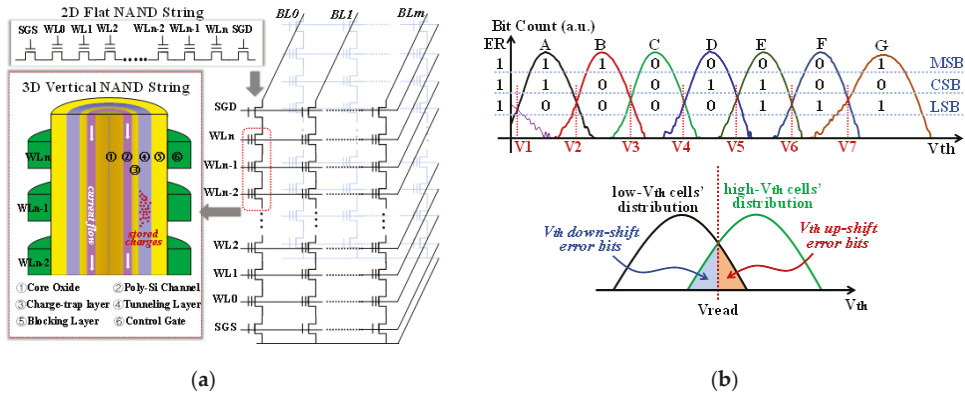 2D Flat NAND String
SGS WL0 WL1 WL2 WLn-2 WLn-1 WLn SGD
3D Vertical NAND String
WLn
WLn-1
WLn-2
① ② ④ ⑤ ⑥
③
current flow
stored
charges
①Core Oxide ②Poly-Si Channel
③Charge-trap layer ④Tunneling Layer
⑤Blocking Layer ⑥Control Gate
BL0 BL1 BLm
SGD
WLn
WLn-1
WLn-2
WL2
WL1
WL0
SGS
(a)
Bit Count (a.u.)
ER A B C D E F G
1 1 1 0 0 0 0 1 MSB
1 1 0 0 1 1 0 0 CSB
1 0 0 0 0 1 1 1 LSB
V1 V2 V3 V4 V5 V6 V7 Vth
low-Vth cells'
distribution
high-Vth cells'
distribution
Vth down-shift
error bits
Vth up-shift
error bits
Vread
Vth
(b)